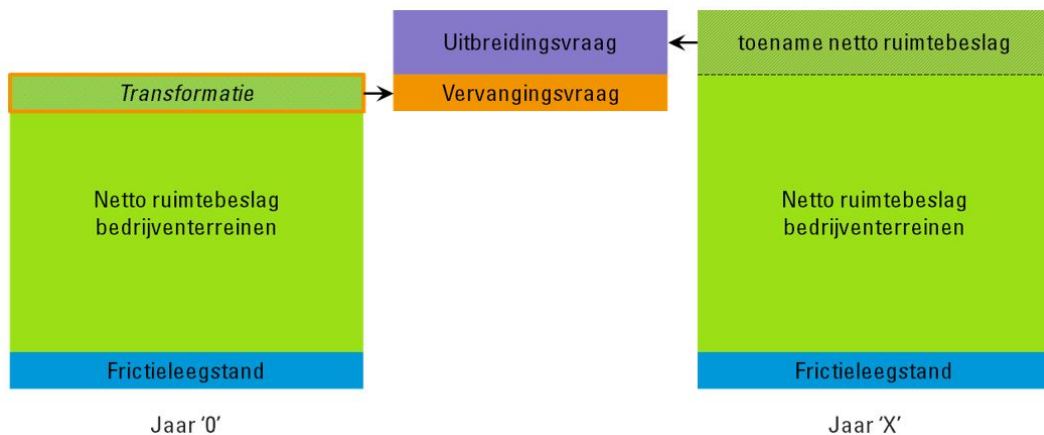 Uitbreidingsvraag
toename netto ruimtebeslag
Transformatie
Vervangingsvraag
Netto ruimtebeslag
bedrijventerreinen
Netto ruimtebeslag
bedrijventerreinen
Frictieleegstand
Frictieleegstand
Jaar ‘0’
Jaar ‘X’